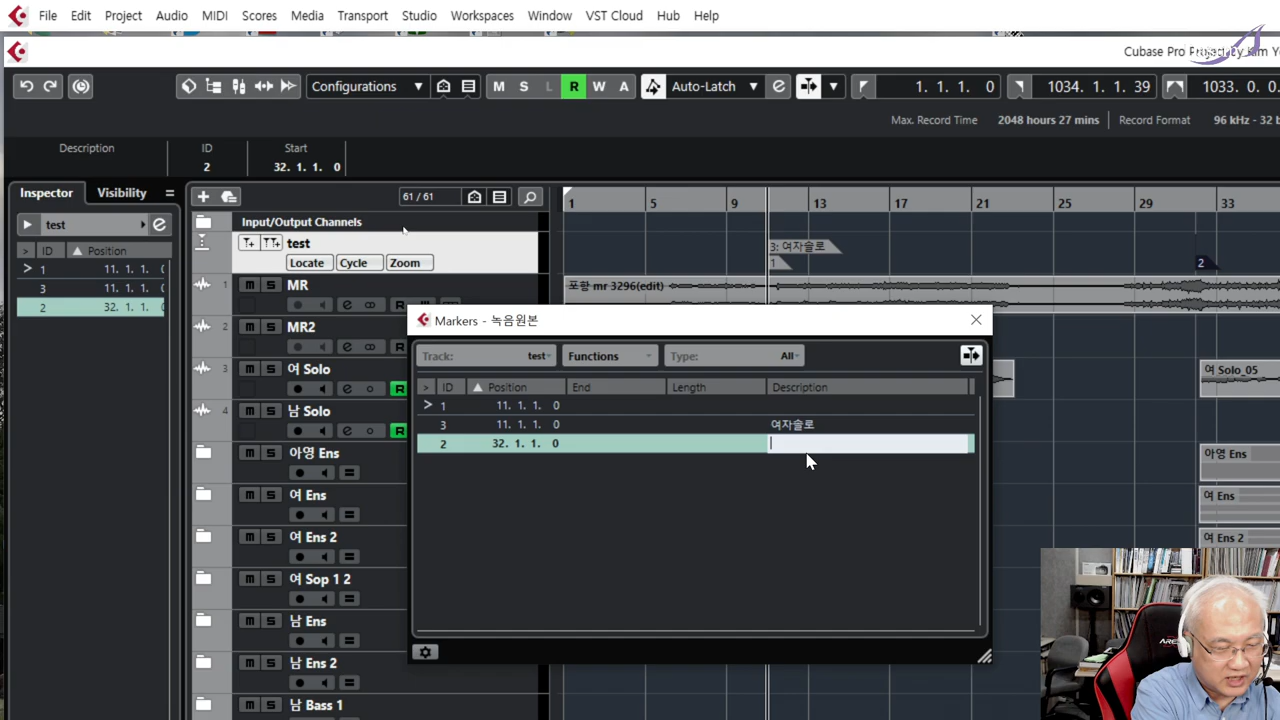 File Edit Project Audio MIDI Scores Media Transport Studio Workspaces Window VST Cloud Hub Help
Cubase Pro Project by
Configurations M S L R W A Auto-Latch 1. 1. 1. 0 1034. 1. 1. 39 1033. 0. 0.
Max. Record Time 2048 hours 27 mins Record Format 96 kHz - 32 b
Description ID Start
2 32. 1. 1. 0
Inspector Visibility 61 / 61 1 5 9 13 17 21 25 29 33
test Input/Output Channels
ID Position test 3: 여자솔로
1 11. 1. 1. 0 Locate Cycle Zoom 1 2
3 11. 1. 1. 0 1 m S MR 포항 mr 3296(edit)
2 32. 1. 1. 0
R
2 m S MR2
R
3 m S 여 Solo 여 Solo_05
R
4 m S 남 Solo
R
m S 아영 Ens 아영 Ens
m S 여 Ens 여 Ens
m S 여 Ens 2 여 Ens 2
m S 여 Sop 1 2
m S 남 Ens
m S 남 Ens 2
m S 남 Bass 1
Markers - 녹음원본
Track: test Functions Type: All
> ID Position End Length Description
> 1 11. 1. 1. 0
3 11. 1. 1. 0 여자솔로
2 32. 1. 1. 0